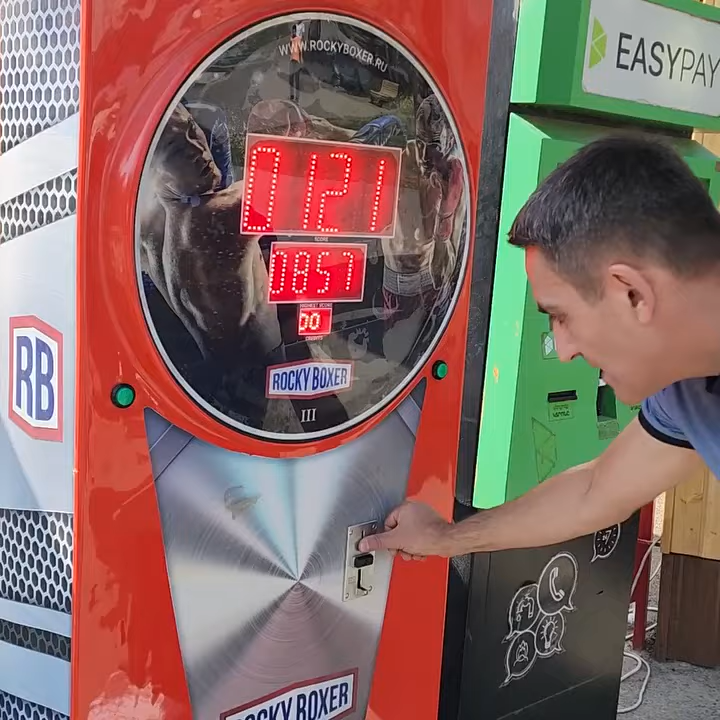 WWW.ROCKYBOXER.RU
EASYPAY
0121
SCORE
0857
HIGHEST SCORE
00
CREDITS
ROCKY BOXER
III
RB
ROCKY BOXER